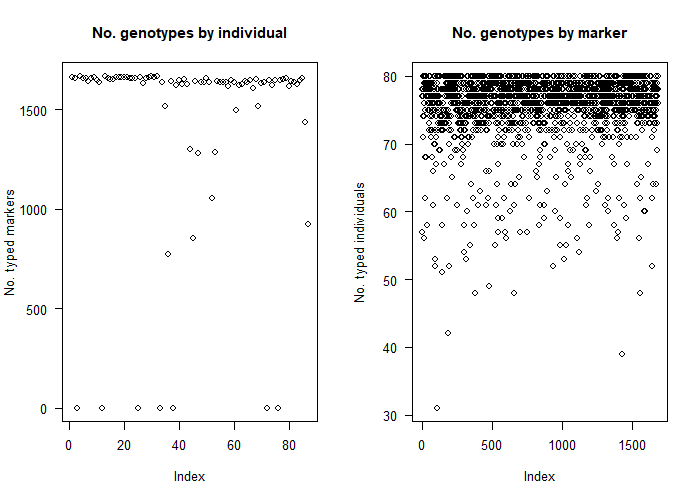 No. genotypes by individual
No. typed markers
1500
1000
500
0
0 20 40 60 80
Index
No. genotypes by marker
No. typed individuals
80
70
60
50
40
30
0 500 1000 1500
Index